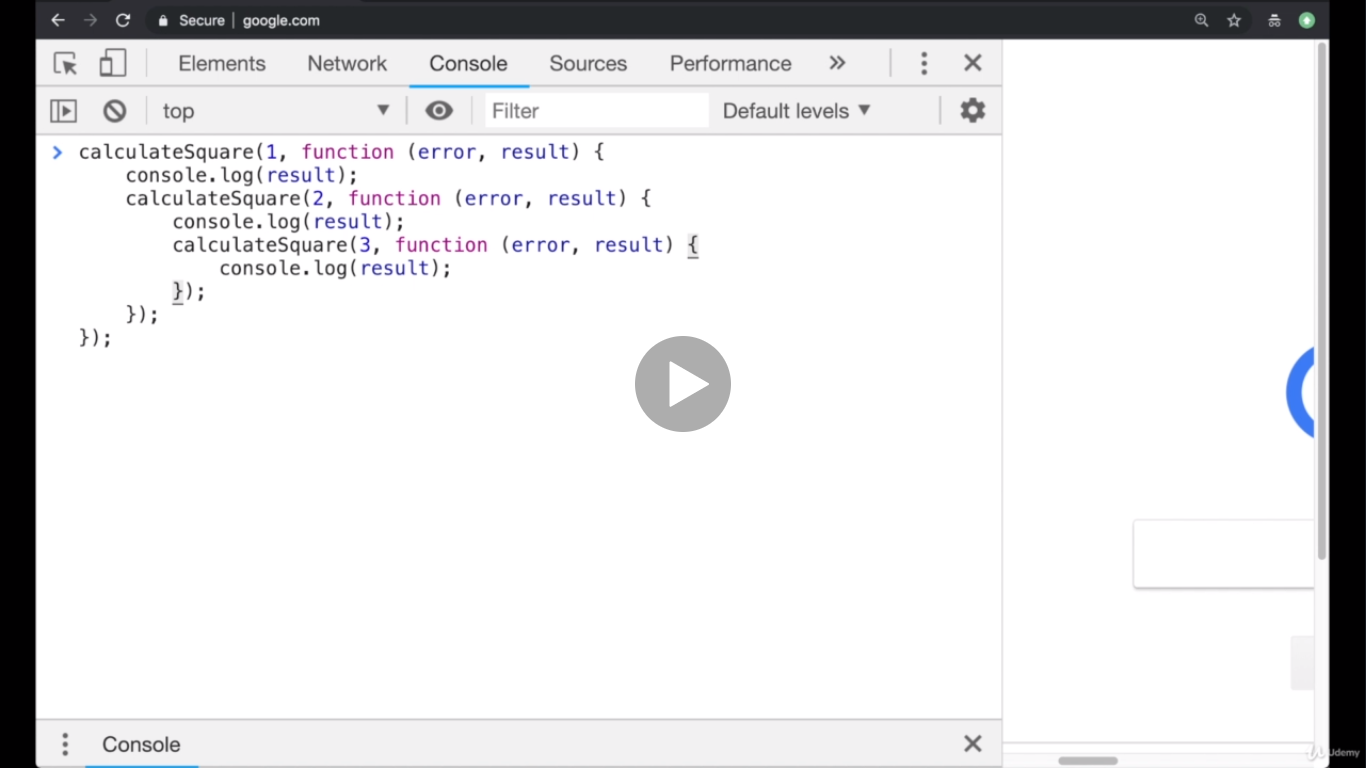 Secure | google.com
Elements Network Console Sources Performance »
top Filter Default levels
> calculateSquare(1, function (error, result) {
    console.log(result);
    calculateSquare(2, function (error, result) {
        console.log(result);
        calculateSquare(3, function (error, result) {
            console.log(result);
        });
    });
});
Console
Udemy